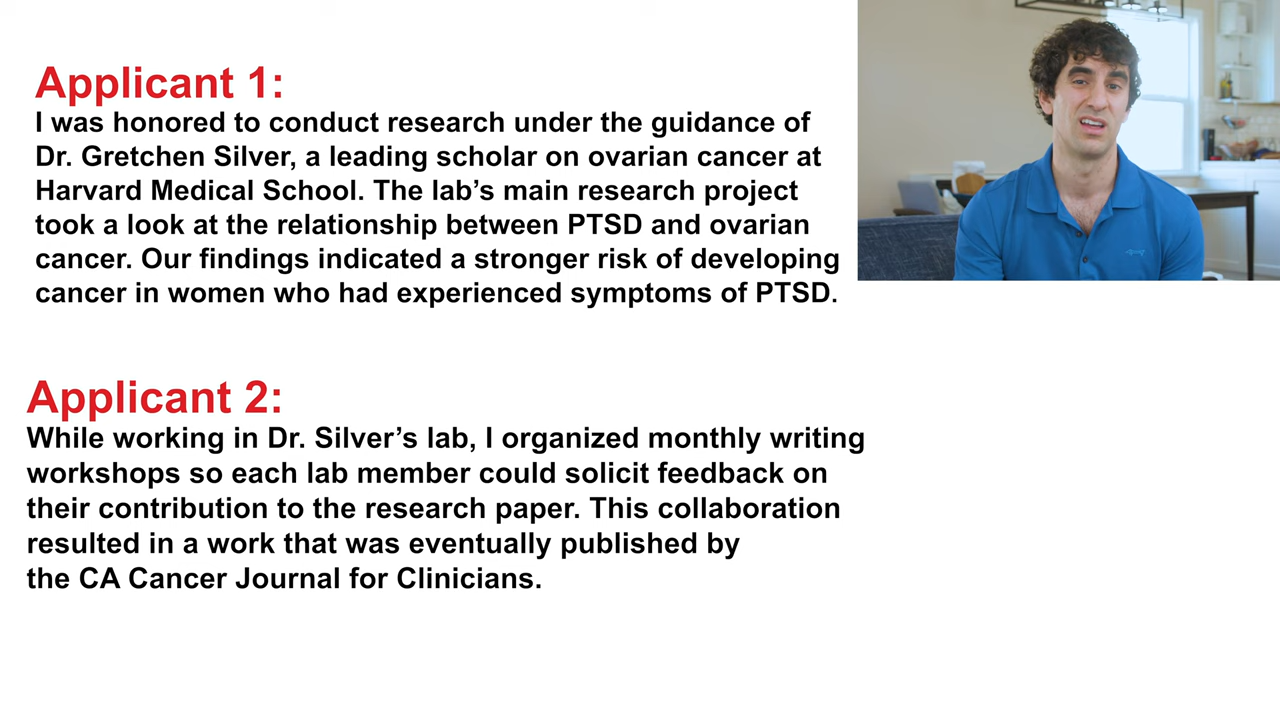 Applicant 1:
I was honored to conduct research under the guidance of
Dr. Gretchen Silver, a leading scholar on ovarian cancer at
Harvard Medical School. The lab’s main research project
took a look at the relationship between PTSD and ovarian
cancer. Our findings indicated a stronger risk of developing
cancer in women who had experienced symptoms of PTSD.
Applicant 2:
While working in Dr. Silver’s lab, I organized monthly writing
workshops so each lab member could solicit feedback on
their contribution to the research paper. This collaboration
resulted in a work that was eventually published by
the CA Cancer Journal for Clinicians.